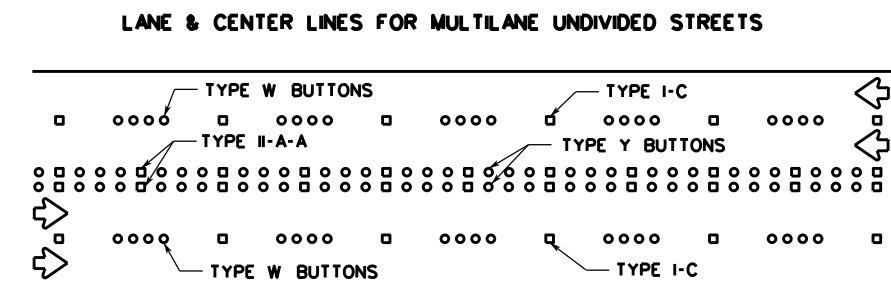 LANE & CENTER LINES FOR MULTILANE UNDIVIDED STREETS
TYPE W BUTTONS
TYPE I-C
TYPE II-A-A
TYPE Y BUTTONS
TYPE W BUTTONS
TYPE I-C